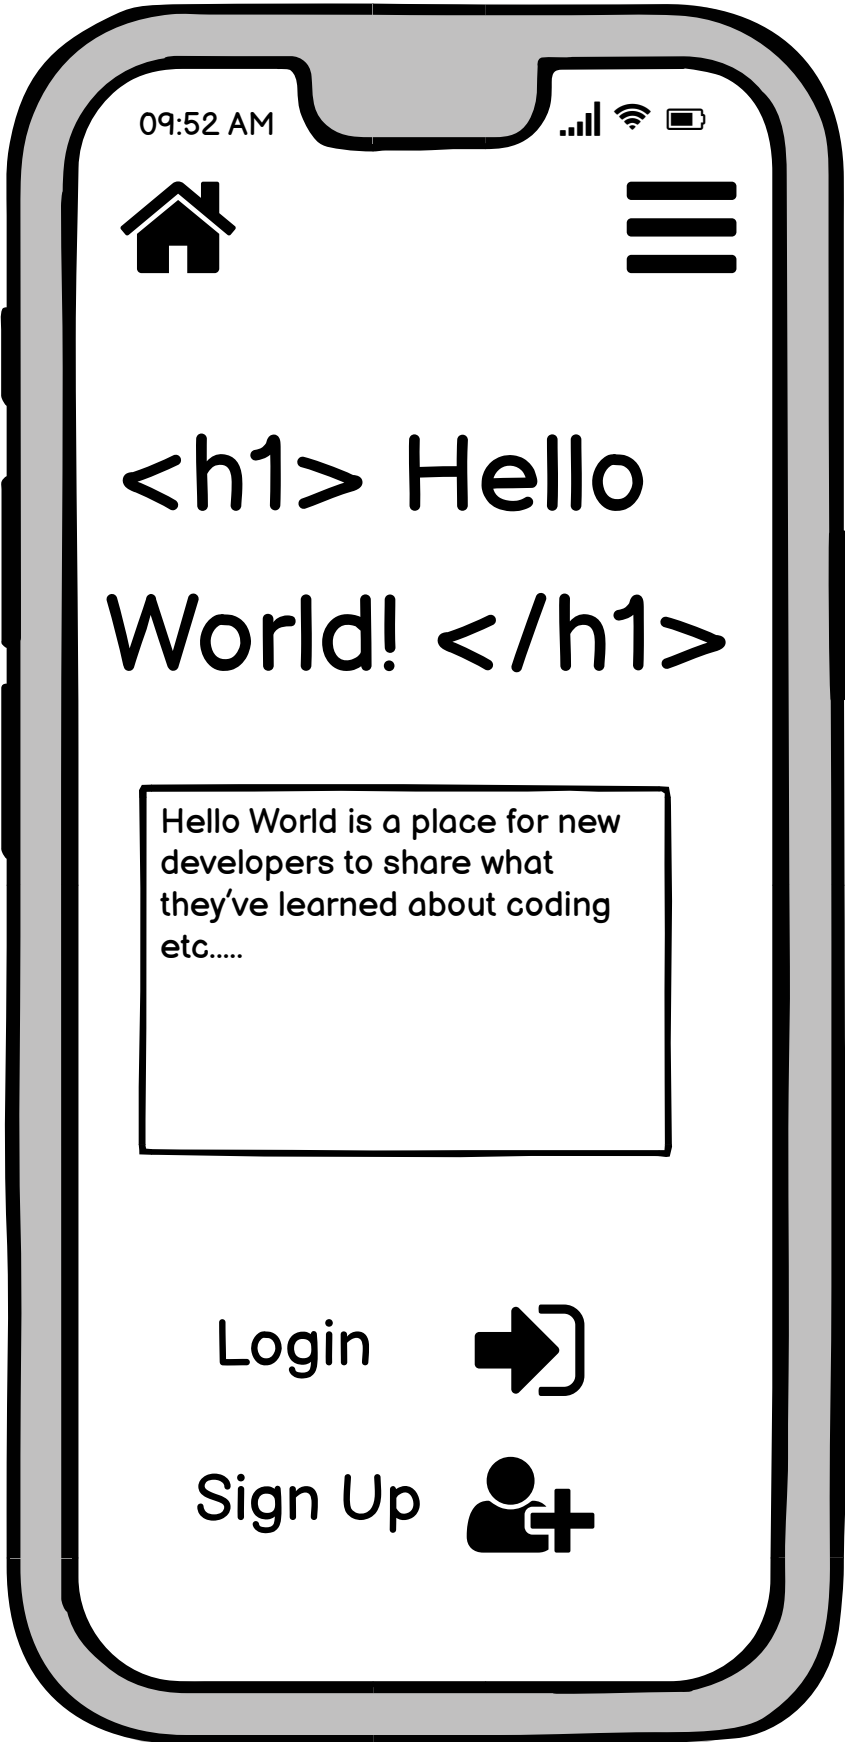 09:52 AM
<h1> Hello
World! </h1>
Hello World is a place for new
developers to share what
they've learned about coding
etc.....
Login
Sign Up